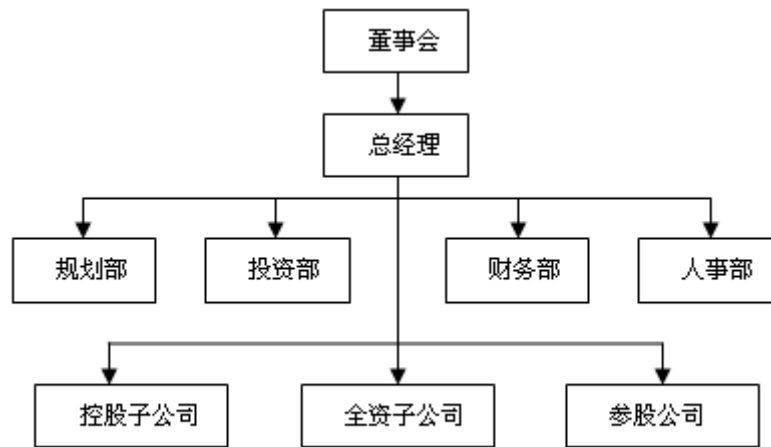 董事会
总经理
规划部
投资部
财务部
人事部
控股子公司
全资子公司
参股公司